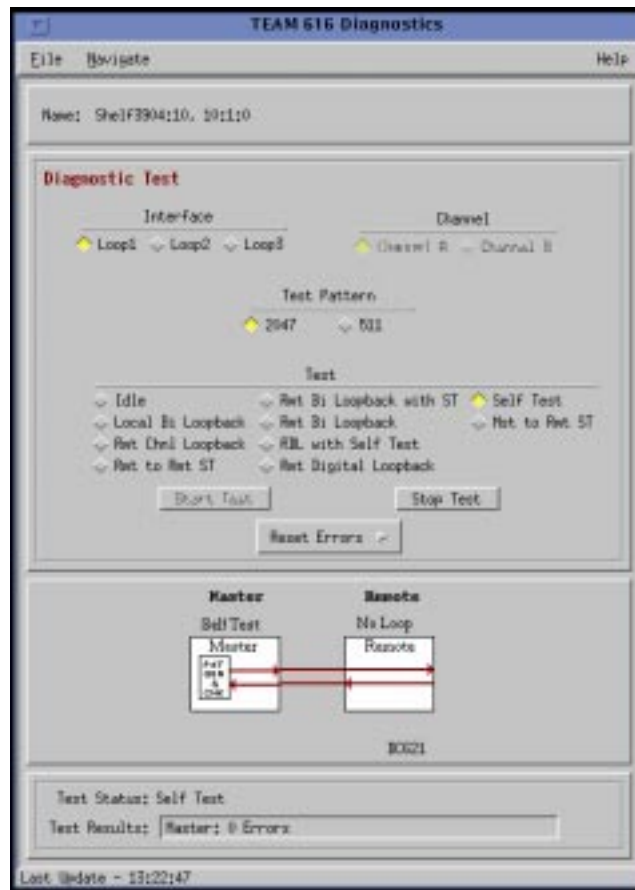 TEAM 616 Diagnostics
File Navigate Help
Name: Shelf3904:10, 10:1:0
Diagnostic Test
Interface Channel
Loop1 Loop2 Loop3 Channel A Channel B
Test Pattern
2047 511
Test
Idle Rmt Bi Loopback with ST Self Test
Local Bi Loopback Rmt Bi Loopback Mst to Rmt ST
Rmt Chnl Loopback RDL with Self Test
Rmt to Rmt ST Rmt Digital Loopback
Start Test Stop Test
Reset Errors
Master Remote
Self Test No Loop
Master Remote
PAT
GEN
&
CHK
Test Status: Self Test
Test Results: Master: 0 Errors
Last Update - 13:22:47